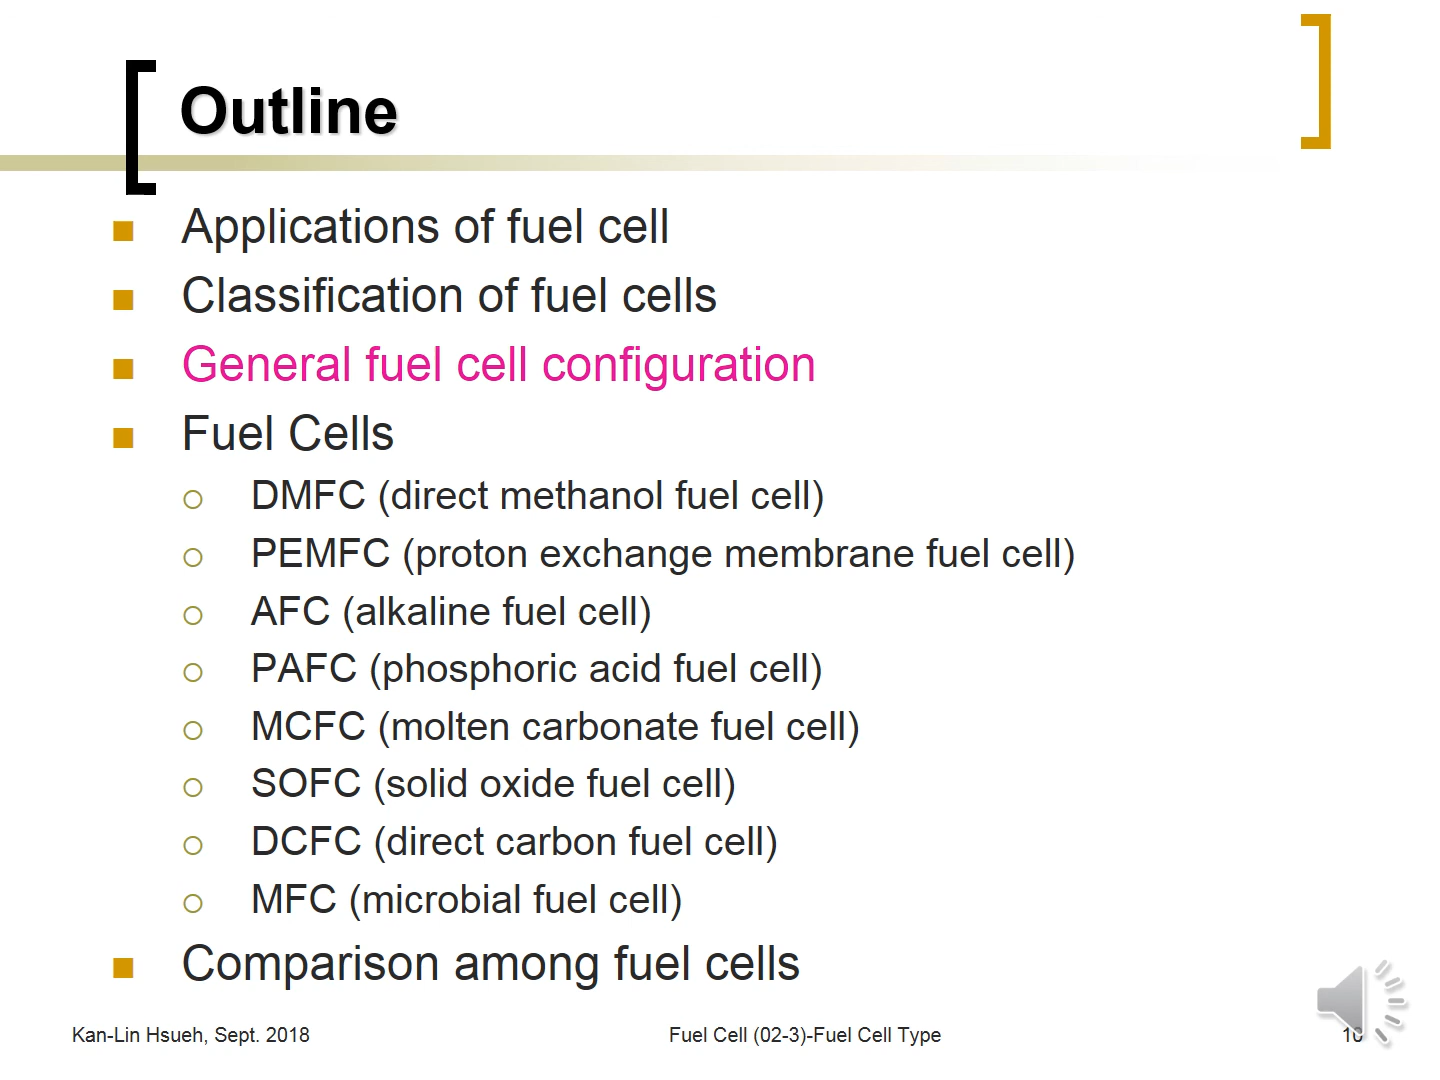 Outline
Applications of fuel cell
Classification of fuel cells
General fuel cell configuration
Fuel Cells
DMFC (direct methanol fuel cell)
PEMFC (proton exchange membrane fuel cell)
AFC (alkaline fuel cell)
PAFC (phosphoric acid fuel cell)
MCFC (molten carbonate fuel cell)
SOFC (solid oxide fuel cell)
DCFC (direct carbon fuel cell)
MFC (microbial fuel cell)
Comparison among fuel cells
Kan-Lin Hsueh, Sept. 2018
Fuel Cell (02-3)-Fuel Cell Type
10